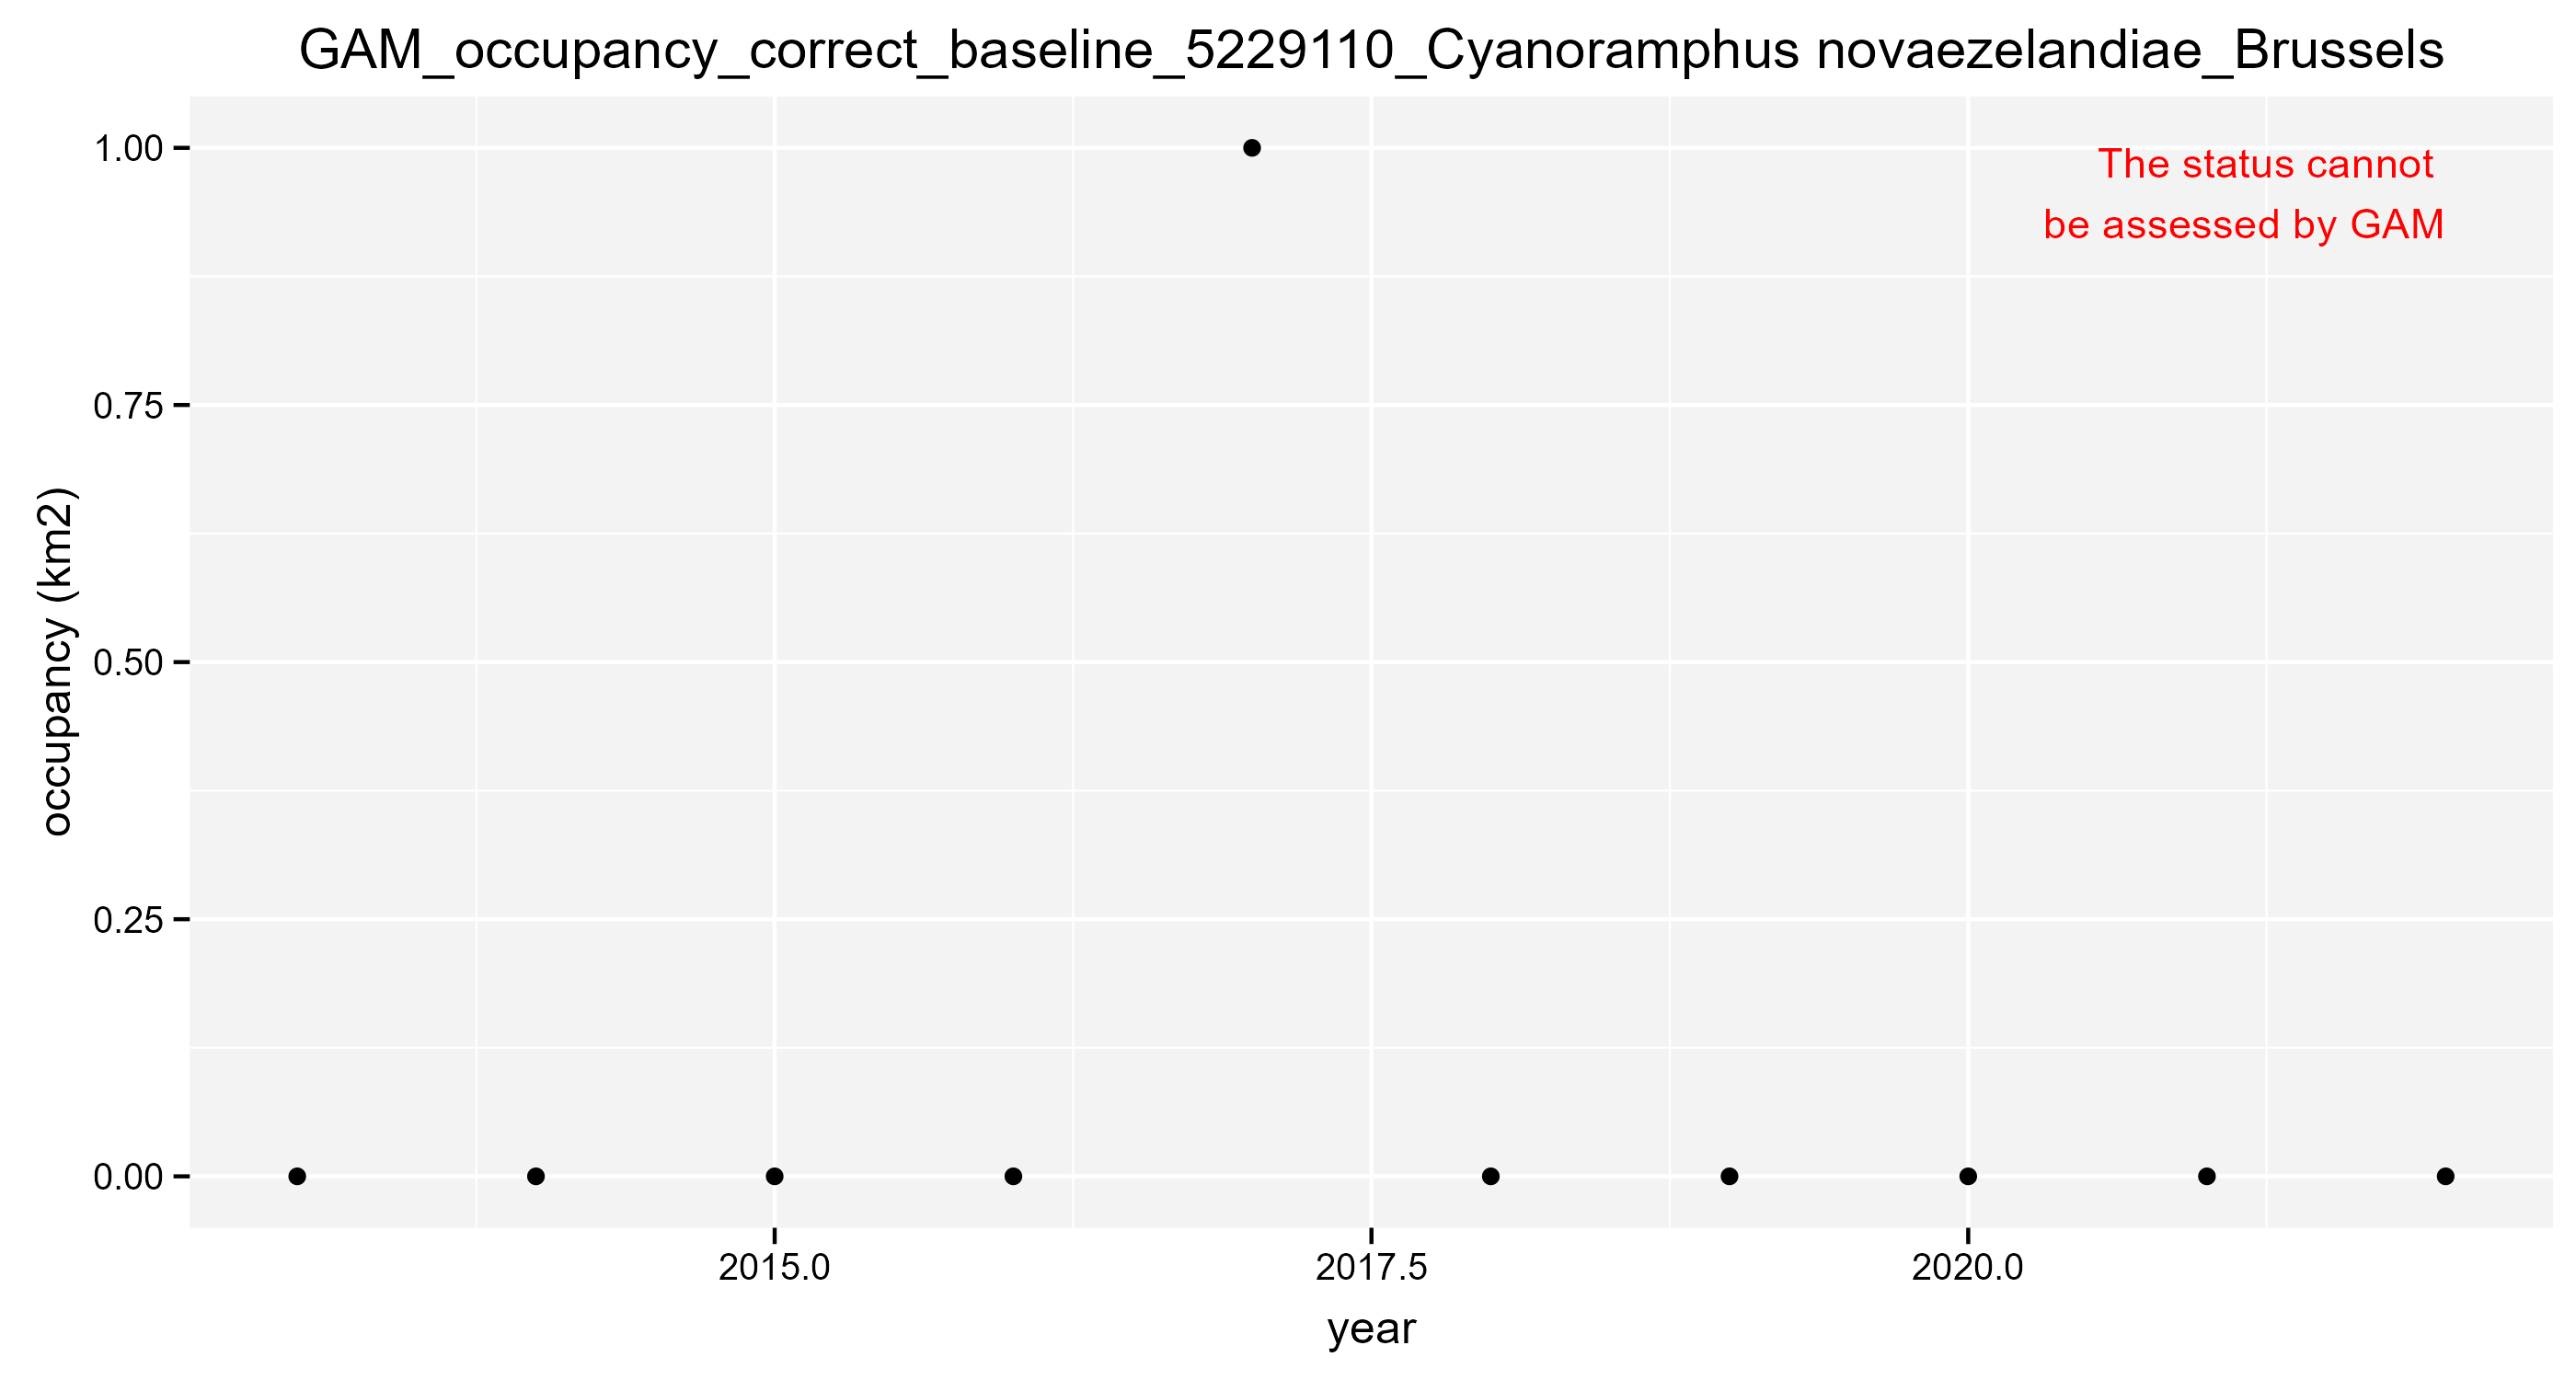 GAM_occupancy_correct_baseline_5229110_Cyanoramphus novaezelandiae_Brussels
The status cannot
be assessed by GAM
1.00
0.75
0.50
0.25
0.00
occupancy (km2)
2015.0
2017.5
2020.0
year